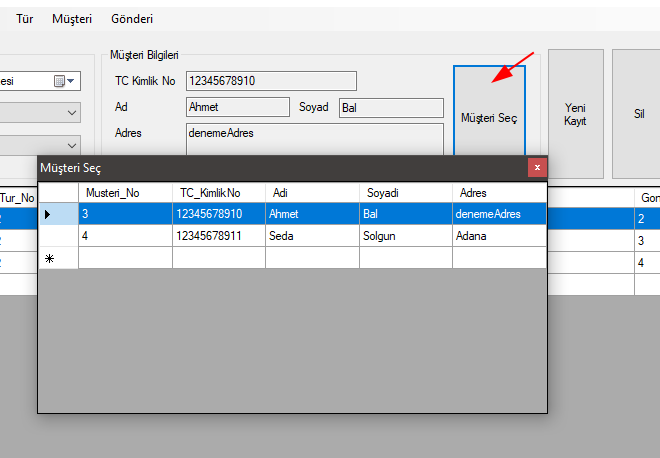 Tür Müşteri Gönderi
Müşteri Bilgileri
esi
TC Kimlik No 12345678910
Ad Ahmet Soyad Bal
Adres denemeAdres
Müşteri Seç
Yeni
Kayıt
Sil
Müşteri Seç x
Tur_No
Musteri_No TC_KimlikNo Adi Soyadi Adres
Gon
3 12345678910 Ahmet Bal denemeAdres
2
4 12345678911 Seda Solgun Adana
3
4